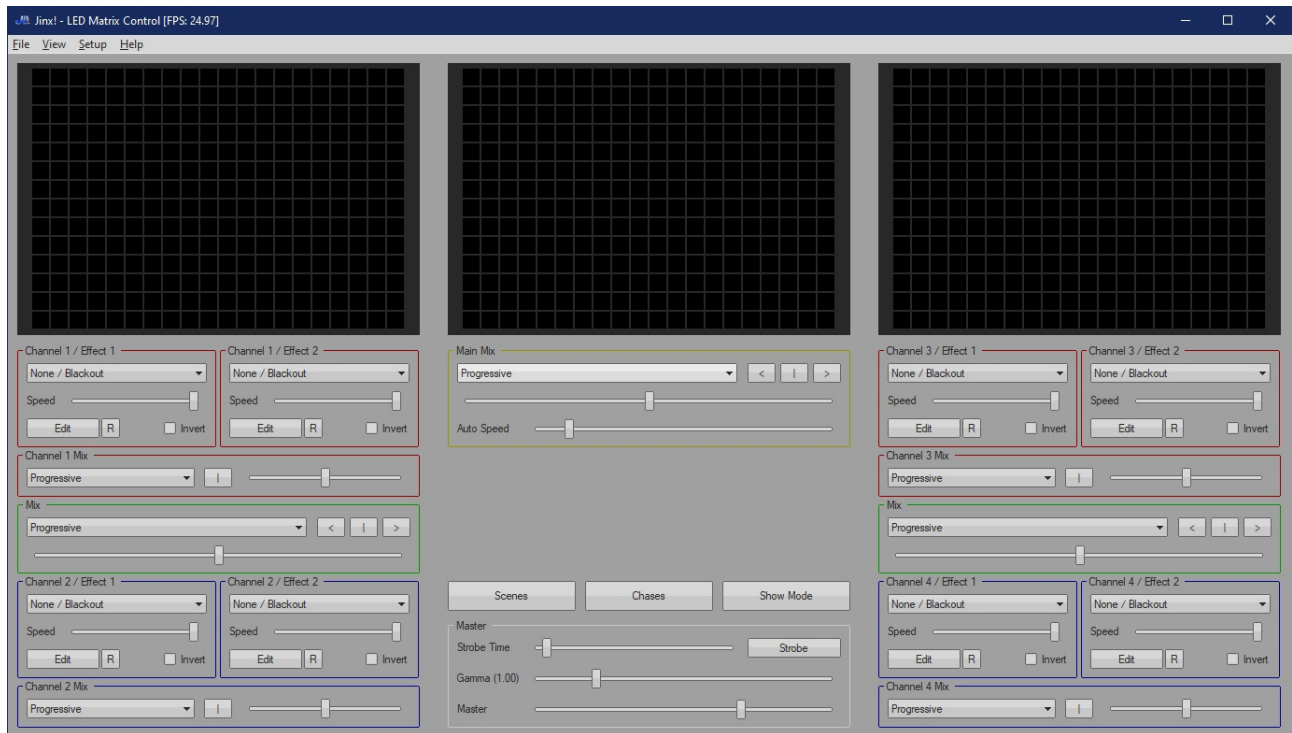 Jinx! - LED Matrix Control [FPS: 24.97]
File View Setup Help
Channel 1 / Effect 1
None / Blackout
Speed
Edit R Invert
Channel 1 / Effect 2
None / Blackout
Speed
Edit R Invert
Channel 1 Mix
Progressive |
Mix
Progressive < | >
Channel 2 / Effect 1
None / Blackout
Speed
Edit R Invert
Channel 2 / Effect 2
None / Blackout
Speed
Edit R Invert
Channel 2 Mix
Progressive |
Main Mix
Progressive < | >
Auto Speed
Scenes Chases Show Mode
Master
Strobe Time Strobe
Gamma (1.00)
Master
Channel 3 / Effect 1
None / Blackout
Speed
Edit R Invert
Channel 3 / Effect 2
None / Blackout
Speed
Edit R Invert
Channel 3 Mix
Progressive |
Mix
Progressive < | >
Channel 4 / Effect 1
None / Blackout
Speed
Edit R Invert
Channel 4 / Effect 2
None / Blackout
Speed
Edit R Invert
Channel 4 Mix
Progressive |